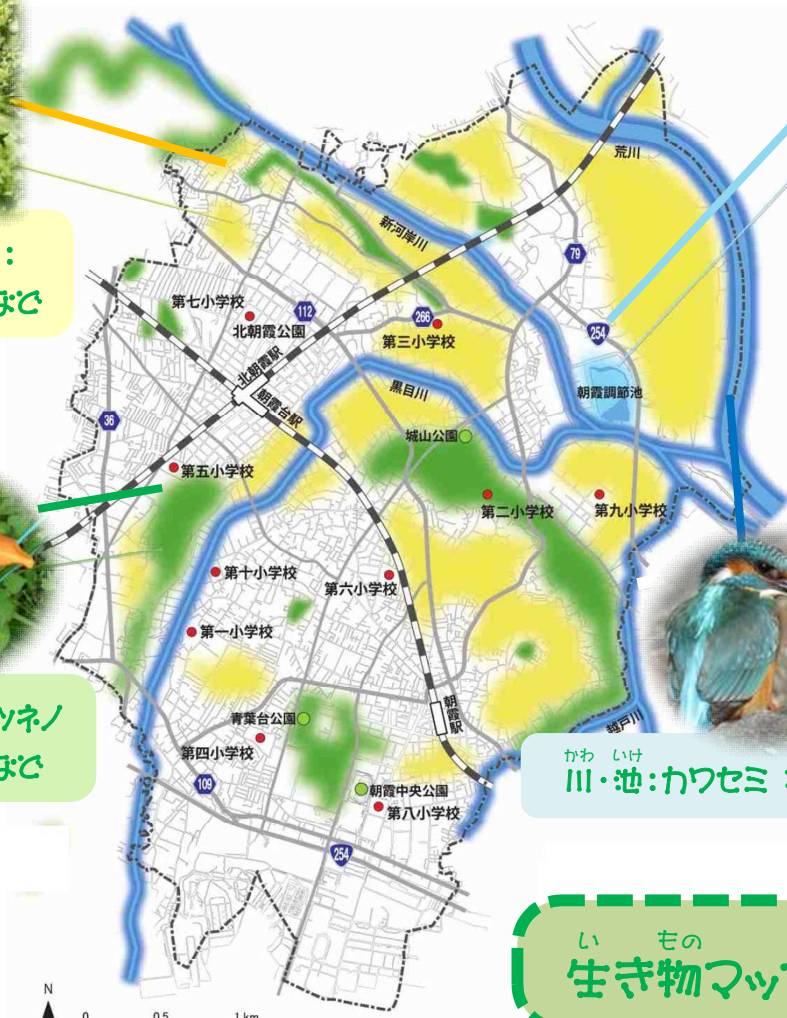 荒川
新河岸川
79
:
など
第七小学校
北朝霞公園
112
266
第三小学校
254
北朝霞駅
朝霞台駅
黒目川
朝霞調節池
36
城山公園
第五小学校
第二小学校
第九小学校
第十小学校
第六小学校
第一小学校
ツネノ
など
青葉台公園
朝霞駅
越戸川
第四小学校
かわ いけ
川・池:カワセミ
109
朝霞中央公園
第八小学校
254
い もの
生き物マップ
N
0 0.5 1 km